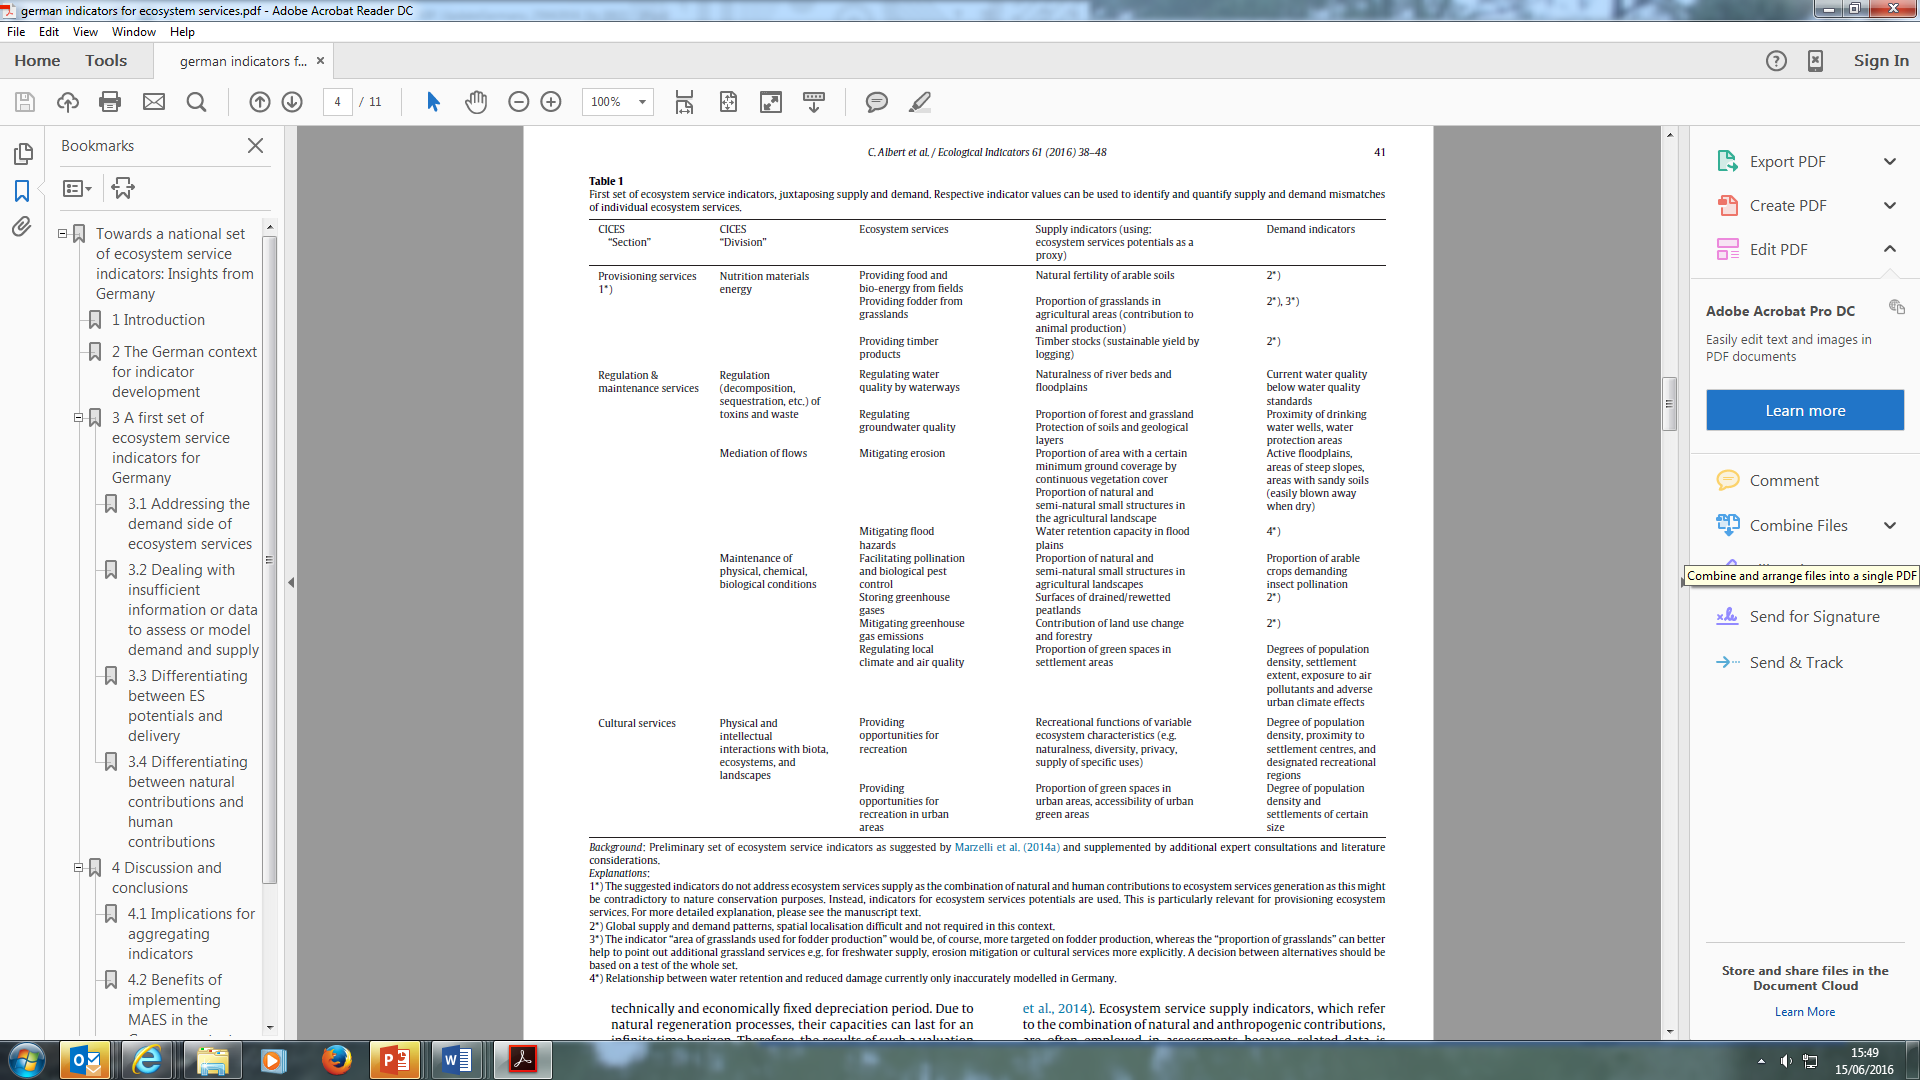 german indicators for ecosystem services.pdf - Adobe Acrobat Reader DC
File Edit View Window Help
Home Tools german indicators f... × Sign In
4 / 11 100%
Bookmarks
Towards a national set
of ecosystem service
indicators: Insights from
Germany
1 Introduction
2 The German context
for indicator
development
3 A first set of
ecosystem service
indicators for
Germany
3.1 Addressing the
demand side of
ecosystem services
3.2 Dealing with
insufficient
information or data
to assess or model
demand and supply
3.3 Differentiating
between ES
potentials and
delivery
3.4 Differentiating
between natural
contributions and
human
contributions
4 Discussion and
conclusions
4.1 Implications for
aggregating
indicators
4.2 Benefits of
implementing
MAES in the
C. Albert et al. / Ecological Indicators 61 (2016) 38–48 41
Table 1
First set of ecosystem service indicators, juxtaposing supply and demand. Respective indicator values can be used to identify and quantify supply and demand mismatches
of individual ecosystem services.
CICES
"Section"
CICES
"Division"
Ecosystem services
Supply indicators (using:
ecosystem services potentials as a
proxy)
Demand indicators
Provisioning services
1*)
Nutrition materials
energy
Providing food and
bio-energy from fields
Natural fertility of arable soils
2*)
Providing fodder from
grasslands
Proportion of grasslands in
agricultural areas (contribution to
animal production)
2*), 3*)
Providing timber
products
Timber stocks (sustainable yield by
logging)
2*)
Regulation &
maintenance services
Regulation
(decomposition,
sequestration, etc.) of
toxins and waste
Regulating water
quality by waterways
Naturalness of river beds and
floodplains
Current water quality
below water quality
standards
Regulating
groundwater quality
Proportion of forest and grassland
Protection of soils and geological
layers
Proximity of drinking
water wells, water
protection areas
Mediation of flows
Mitigating erosion
Proportion of area with a certain
minimum ground coverage by
continuous vegetation cover
Proportion of natural and
semi-natural small structures in
the agricultural landscape
Active floodplains,
areas of steep slopes,
areas with sandy soils
(easily blown away
when dry)
Mitigating flood
hazards
Water retention capacity in flood
plains
4*)
Maintenance of
physical, chemical,
biological conditions
Facilitating pollination
and biological pest
control
Proportion of natural and
semi-natural small structures in
agricultural landscapes
Proportion of arable
crops demanding
insect pollination
Storing greenhouse
gases
Surfaces of drained/rewetted
peatlands
2*)
Mitigating greenhouse
gas emissions
Contribution of land use change
and forestry
2*)
Regulating local
climate and air quality
Proportion of green spaces in
settlement areas
Degrees of population
density, settlement
extent, exposure to air
pollutants and adverse
urban climate effects
Cultural services
Physical and
intellectual
interactions with biota,
ecosystems, and
landscapes
Providing
opportunities for
recreation
Recreational functions of variable
ecosystem characteristics (e.g.
naturalness, diversity, privacy,
supply of specific uses)
Degree of population
density, proximity to
settlement centres, and
designated recreational
regions
Providing
opportunities for
recreation in urban
areas
Proportion of green spaces in
urban areas, accessibility of urban
green areas
Degree of population
density and
settlements of certain
size
Background: Preliminary set of ecosystem service indicators as suggested by Marzelli et al. (2014a) and supplemented by additional expert consultations and literature
considerations.
Explanations:
1*) The suggested indicators do not address ecosystem services supply as the combination of natural and human contributions to ecosystem services generation as this might
be contradictory to nature conservation purposes. Instead, indicators for ecosystem services potentials are used. This is particularly relevant for provisioning ecosystem
services. For more detailed explanation, please see the manuscript text.
2*) Global supply and demand patterns, spatial localisation difficult and not required in this context.
3*) The indicator "area of grasslands used for fodder production" would be, of course, more targeted on fodder production, whereas the "proportion of grasslands" can better
help to point out additional grassland services e.g. for freshwater supply, erosion mitigation or cultural services more explicitly. A decision between alternatives should be
based on a test of the whole set.
4*) Relationship between water retention and reduced damage currently only inaccurately modelled in Germany.
technically and economically fixed depreciation period. Due to
natural regeneration processes, their capacities can last for an
infinite time horizon. Therefore, the results of such a valuation
et al., 2014). Ecosystem service supply indicators, which refer
to the combination of natural and anthropogenic contributions,
are often employed in assessments because related data is
Export PDF
Create PDF
Edit PDF
Adobe Acrobat Pro DC
Easily edit text and images in
PDF documents
Learn more
Comment
Combine Files
Combine and arrange files into a single PDF
Send for Signature
Send & Track
Store and share files in the
Document Cloud
Learn More
15:49
15/06/2016